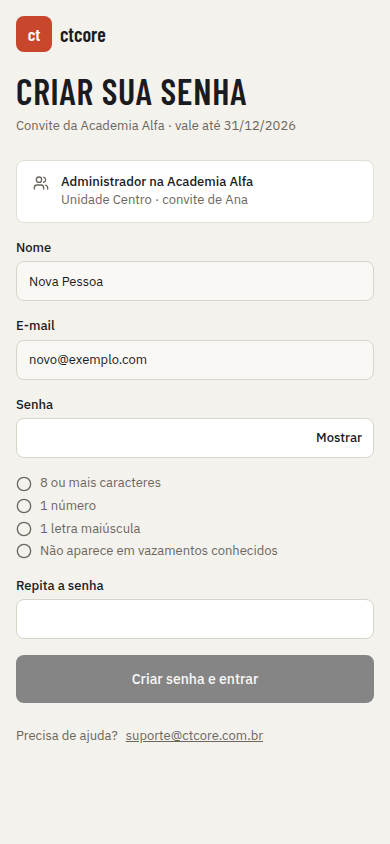 ct ctcore
CRIAR SUA SENHA
Convite da Academia Alfa · vale até 31/12/2026
Administrador na Academia Alfa
Unidade Centro · convite de Ana
Nome
Nova Pessoa
E-mail
novo@exemplo.com
Senha
Mostrar
8 ou mais caracteres
1 número
1 letra maiúscula
Não aparece em vazamentos conhecidos
Repita a senha
Criar senha e entrar
Precisa de ajuda? suporte@ctcore.com.br